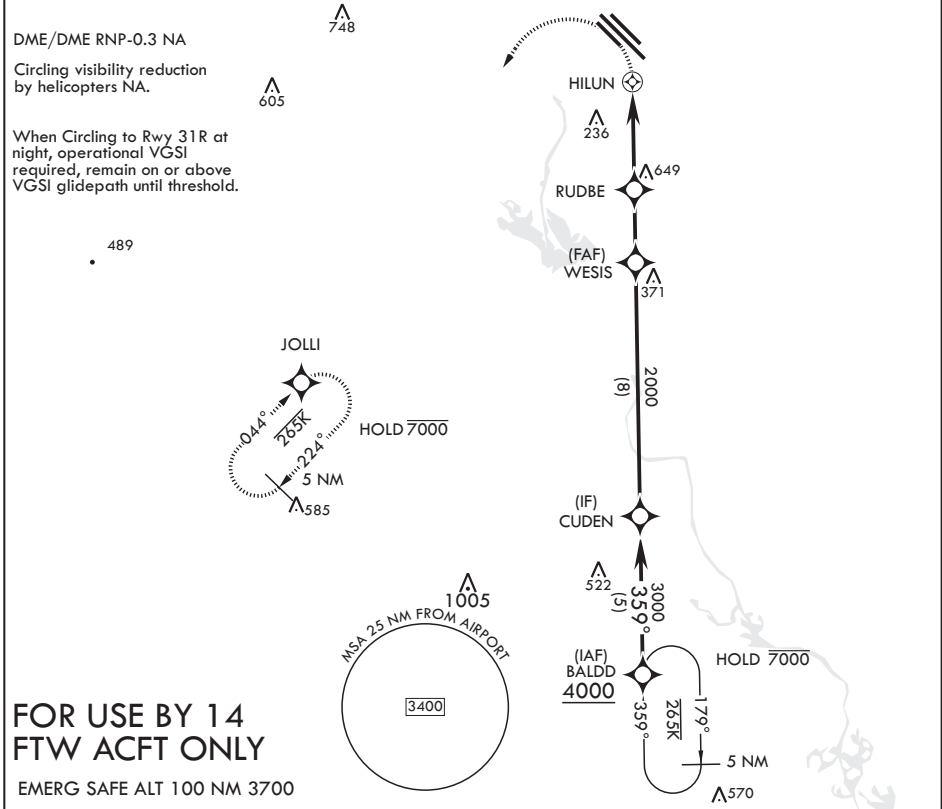 748
DME/DME RNP-0.3 NA
Circling visibility reduction
by helicopters NA.
605
When Circling to Rwy 31R at
night, operational VGSI
required, remain on or above
VGSI glidepath until threshold.
HILUN
236
649
RUDBE
489
(FAF)
WESIS
371
JOLLI
044°
265K
224°
HOLD 7000
5 NM
585
2000
(8)
(IF)
CUDEN
522
3000
359°
(5)
1005
MSA 25 NM FROM AIRPORT
3400
(IAF)
BALDD
4000
HOLD 7000
359°
265K
179°
5 NM
570
FOR USE BY 14
FTW ACFT ONLY
EMERG SAFE ALT 100 NM 3700